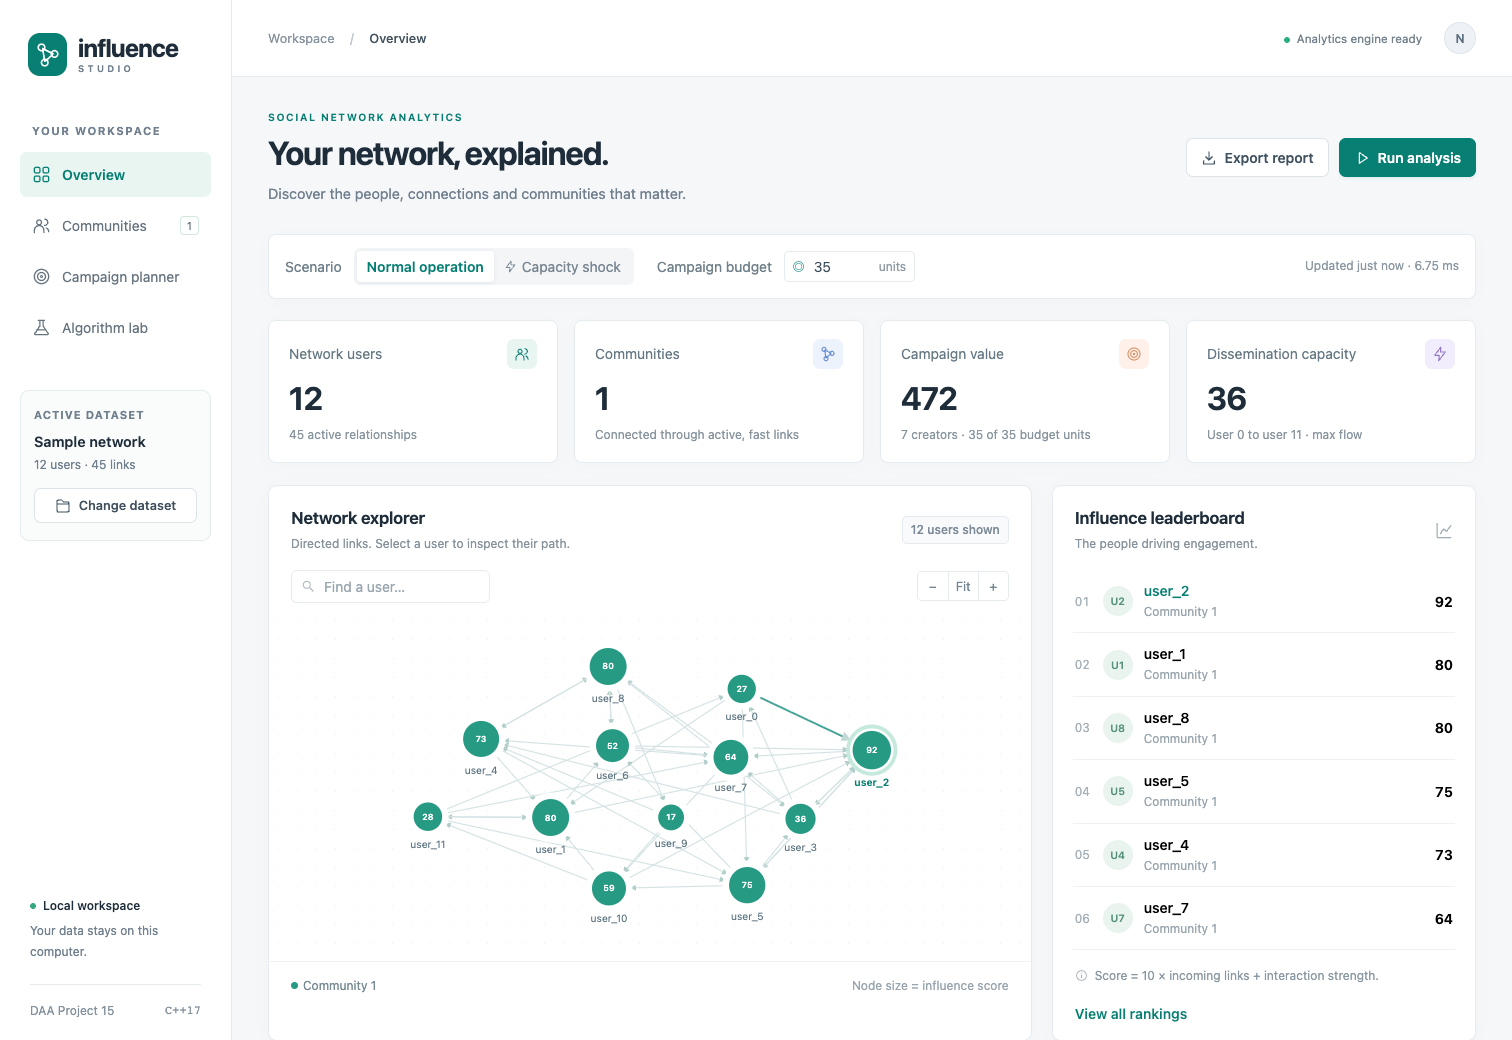 influence
STUDIO
YOUR WORKSPACE
Overview
Communities 1
Campaign planner
Algorithm lab
ACTIVE DATASET
Sample network
12 users · 45 links
Change dataset
Local workspace
Your data stays on this
computer.
DAA Project 15 C++17
Workspace / Overview
Analytics engine ready N
SOCIAL NETWORK ANALYTICS
Your network, explained.
Discover the people, connections and communities that matter.
Export report
Run analysis
Scenario Normal operation Capacity shock Campaign budget 35 units Updated just now · 6.75 ms
Network users
12
45 active relationships
Communities
1
Connected through active, fast links
Campaign value
472
7 creators · 35 of 35 budget units
Dissemination capacity
36
User 0 to user 11 · max flow
Network explorer
Directed links. Select a user to inspect their path.
12 users shown
Find a user...
− Fit +
80
user_8
27
user_0
73
user_4
52
user_6
64
user_7
92
user_2
28
user_11
80
user_1
17
user_9
36
user_3
59
user_10
75
user_5
Community 1
Node size = influence score
Influence leaderboard
The people driving engagement.
01 U2 user_2 92
Community 1
02 U1 user_1 80
Community 1
03 U8 user_8 80
Community 1
04 U5 user_5 75
Community 1
05 U4 user_4 73
Community 1
06 U7 user_7 64
Community 1
Score = 10 × incoming links + interaction strength.
View all rankings